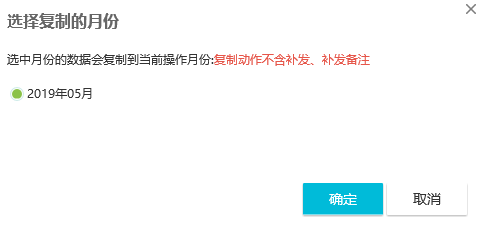 选择复制的月份
选中月份的数据会复制到当前操作月份:复制动作不含补发、补发备注
2019年05月
确定 取消